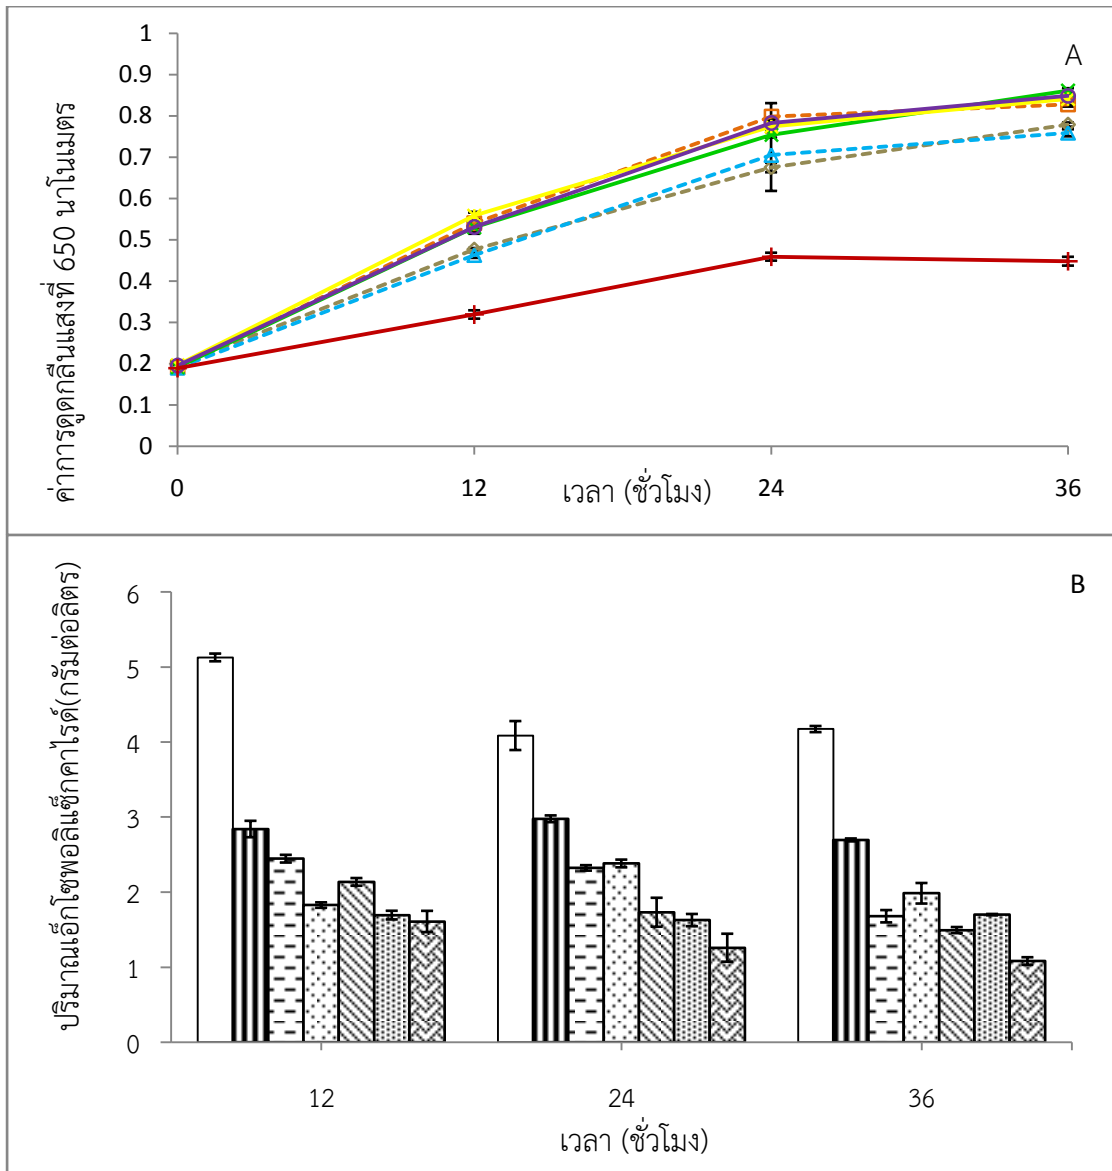 A
ค่าการดูดกลืนแสงที่ 650 นาโนเมตร
1
0.9
0.8
0.7
0.6
0.5
0.4
0.3
0.2
0.1
0
0 12 24 36
เวลา (ชั่วโมง)
B
ปริมาณเอ็กโซพอลิแซ็กคาไรด์(กรัมต่อลิตร)
6
5
4
3
2
1
0
12 24 36
เวลา (ชั่วโมง)